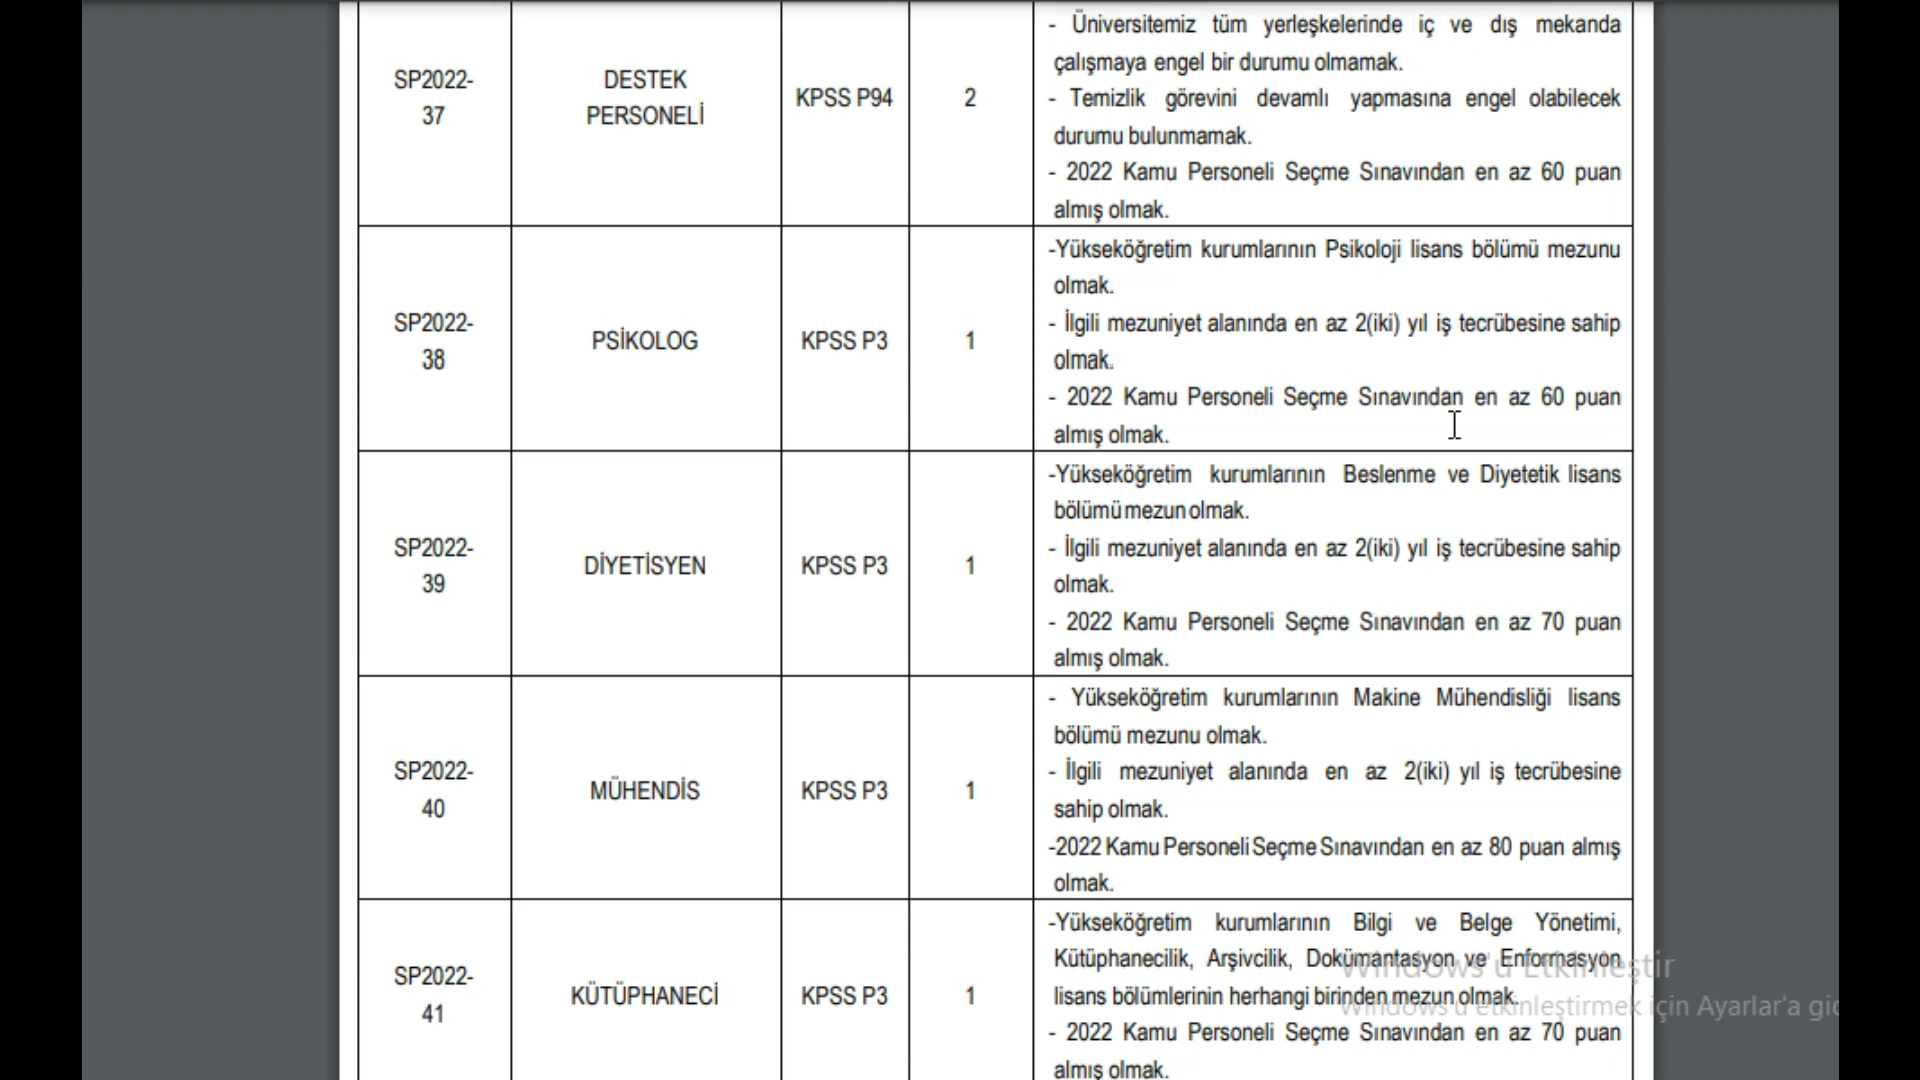 SP2022-
37
DESTEK
PERSONELİ
KPSS P94
2
- Üniversitemiz tüm yerleşkelerinde iç ve dış mekanda
çalışmaya engel bir durumu olmamak.
- Temizlik görevini devamlı yapmasına engel olabilecek
durumu bulunmamak.
- 2022 Kamu Personeli Seçme Sınavından en az 60 puan
almış olmak.
SP2022-
38
PSİKOLOG
KPSS P3
1
-Yükseköğretim kurumlarının Psikoloji lisans bölümü mezunu
olmak.
- İlgili mezuniyet alanında en az 2(iki) yıl iş tecrübesine sahip
olmak.
- 2022 Kamu Personeli Seçme Sınavından en az 60 puan
almış olmak.
SP2022-
39
DİYETİSYEN
KPSS P3
1
-Yükseköğretim kurumlarının Beslenme ve Diyetetik lisans
bölümü mezun olmak.
- İlgili mezuniyet alanında en az 2(iki) yıl iş tecrübesine sahip
olmak.
- 2022 Kamu Personeli Seçme Sınavından en az 70 puan
almış olmak.
SP2022-
40
MÜHENDİS
KPSS P3
1
- Yükseköğretim kurumlarının Makine Mühendisliği lisans
bölümü mezunu olmak.
- İlgili mezuniyet alanında en az 2(iki) yıl iş tecrübesine
sahip olmak.
-2022 Kamu Personeli Seçme Sınavından en az 80 puan almış
olmak.
SP2022-
41
KÜTÜPHANECİ
KPSS P3
1
-Yükseköğretim kurumlarının Bilgi ve Belge Yönetimi,
Kütüphanecilik, Arşivcilik, Dokümantasyon ve Enformasyon
lisans bölümlerinin herhangi birinden mezun olmak.
- 2022 Kamu Personeli Seçme Sınavından en az 70 puan
almış olmak.
Windows'u Etkinleştir
Windows'u etkinleştirmek için Ayarlar'a gid